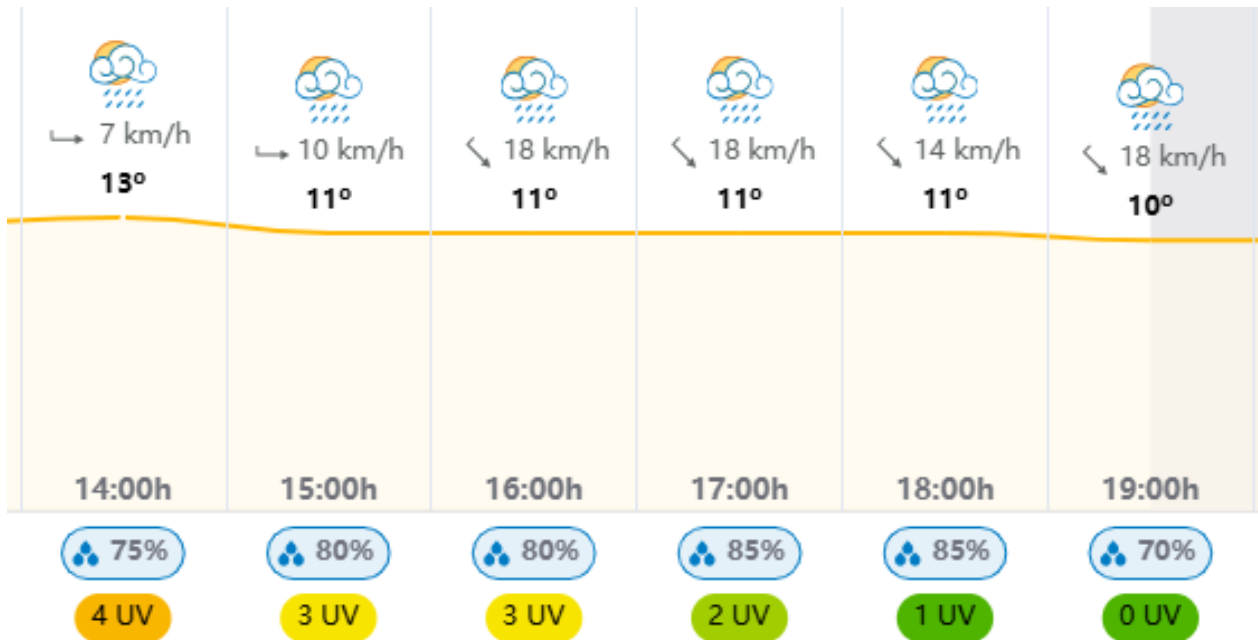 7 km/h
10 km/h
18 km/h
18 km/h
14 km/h
18 km/h
13º
11º
11º
11º
11º
10º
14:00h
15:00h
16:00h
17:00h
18:00h
19:00h
75%
80%
80%
85%
85%
70%
4 UV
3 UV
3 UV
2 UV
1 UV
0 UV